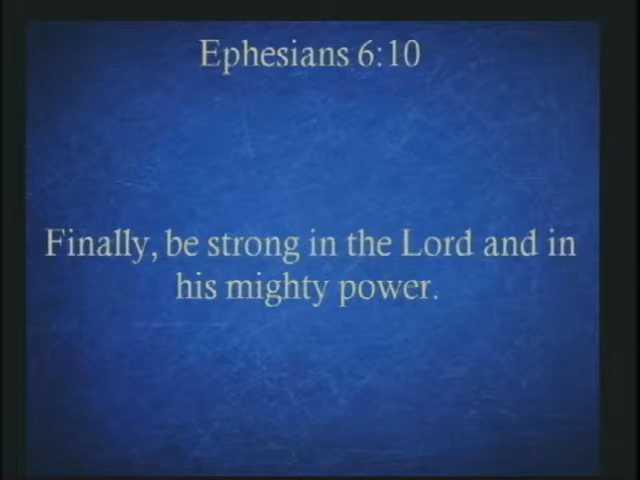 Ephesians 6:10
Finally, be strong in the Lord and in
his mighty power.